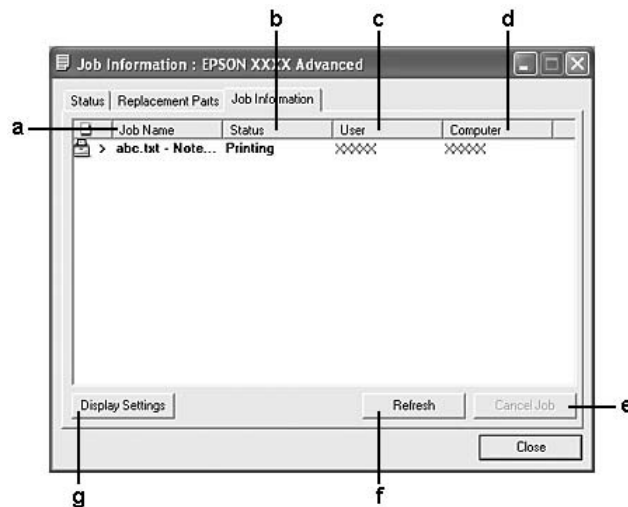 b c d
Job Information : EPSON XXXX Advanced
Status Replacement Parts Job Information
a Job Name Status User Computer
> abc.txt - Note... Printing XXXXX XXXXX
Display Settings Refresh Cancel Job e
Close
g f